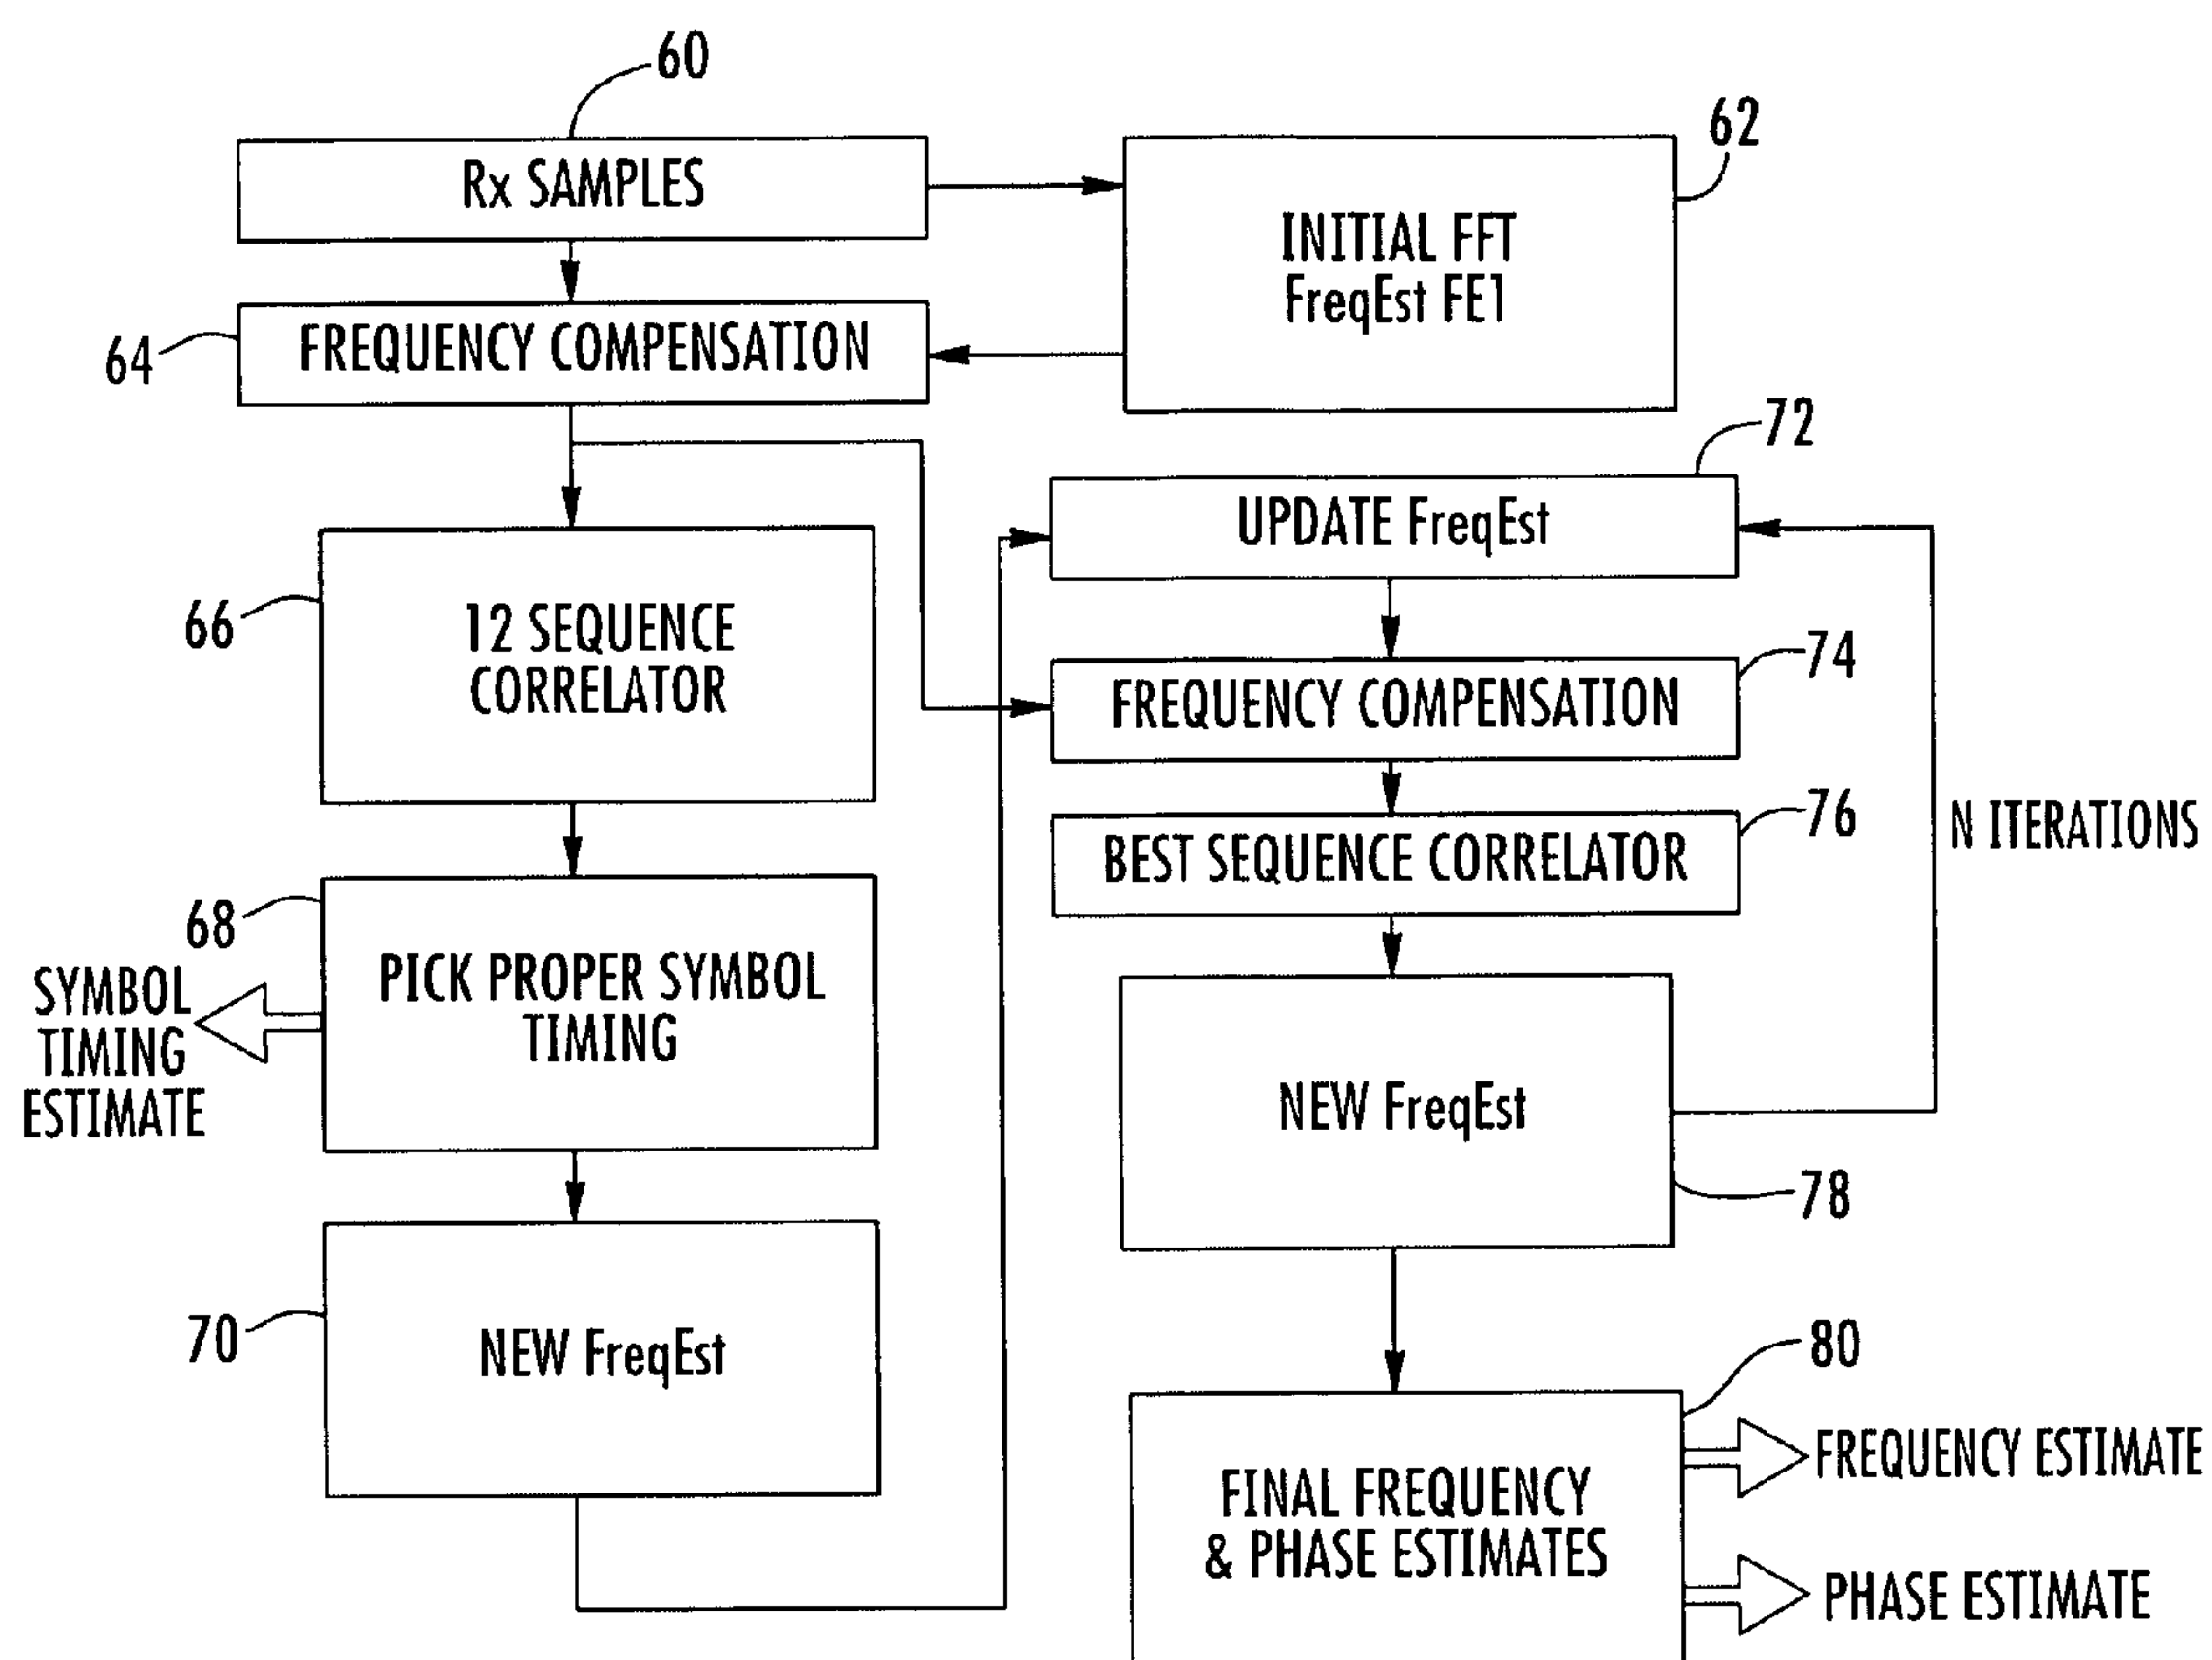 60
Rx SAMPLES
62
INITIAL FFT
FreqEst FE1
64
FREQUENCY COMPENSATION
72
UPDATE FreqEst
66
12 SEQUENCE
CORRELATOR
74
FREQUENCY COMPENSATION
76
BEST SEQUENCE CORRELATOR
N ITERATIONS
68
PICK PROPER SYMBOL
TIMING
SYMBOL
TIMING
ESTIMATE
NEW FreqEst
78
70
NEW FreqEst
80
FINAL FREQUENCY
& PHASE ESTIMATES
FREQUENCY ESTIMATE
PHASE ESTIMATE